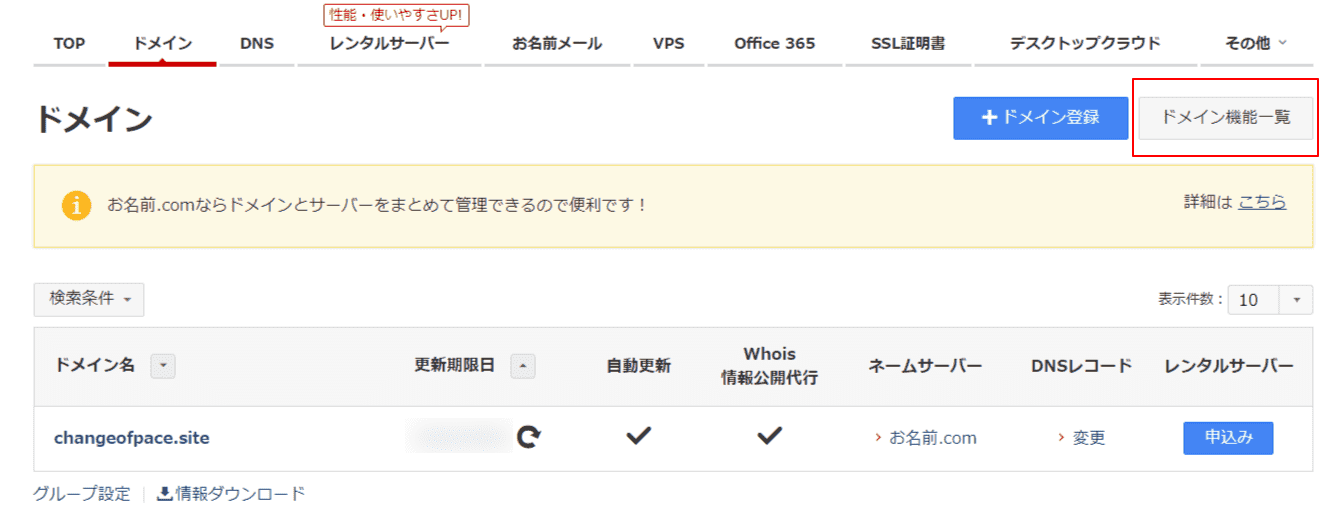 性能・使いやすさUP!
TOP ドメイン DNS レンタルサーバー お名前メール VPS Office 365 SSL証明書 デスクトップクラウド その他
ドメイン
ドメイン登録 ドメイン機能一覧
お名前.comならドメインとサーバーをまとめて管理できるので便利です！ 詳細は こちら
検索条件 表示件数： 10
ドメイン名 更新期限日 自動更新 Whois
情報公開代行 ネームサーバー DNSレコード レンタルサーバー
changeofpace.site お名前.com 変更 申込み
グループ設定 情報ダウンロード